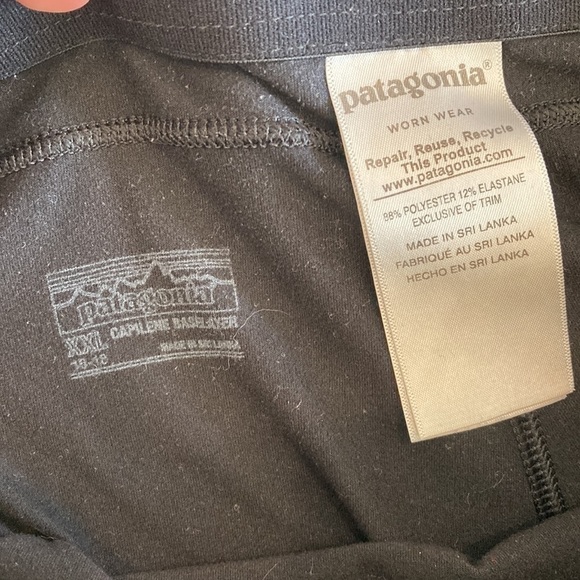 patagonia®
WORN WEAR
Repair, Reuse, Recycle
This Product
www.patagonia.com
88% POLYESTER 12% ELASTANE
EXCLUSIVE OF TRIM
MADE IN SRI LANKA
FABRIQUÉ AU SRI LANKA
HECHO EN SRI LANKA
patagonia
XXL CAPILENE BASELAYER
16-18 MADE IN SRI LANKA